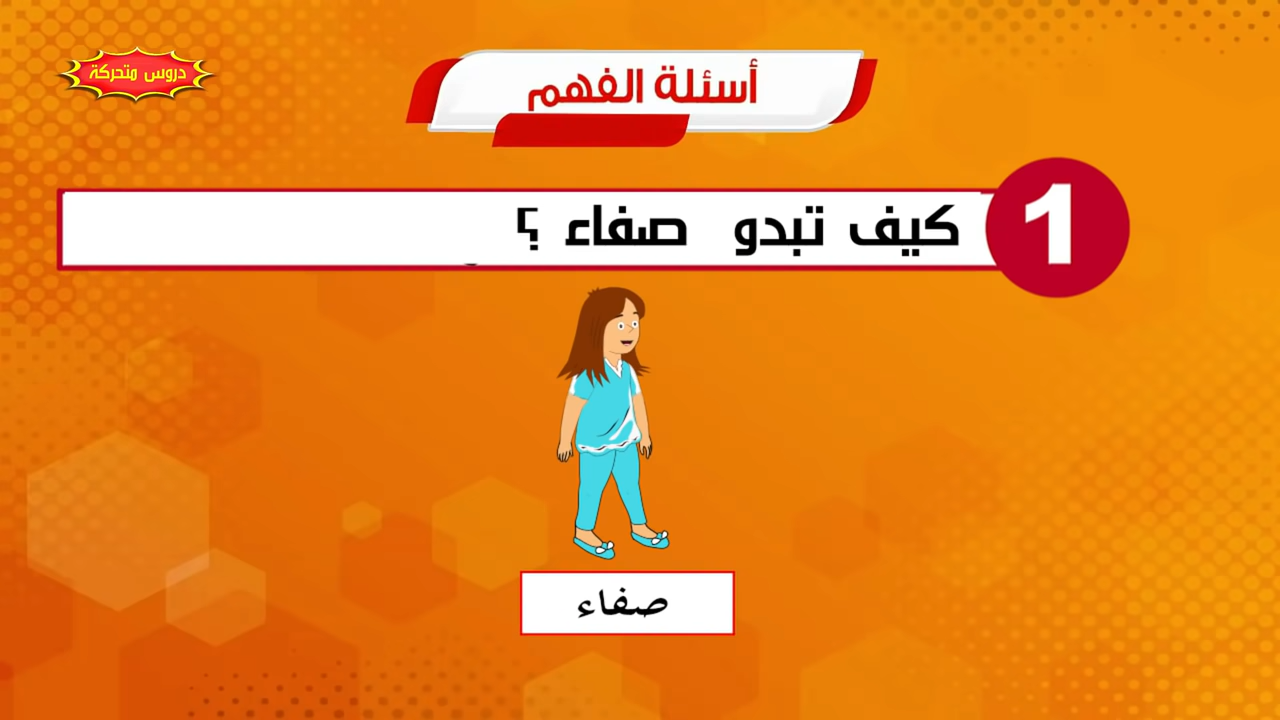 دروس متحركة
أسئلة الفهم
1 كيف تبدو صفاء ؟
صفاء